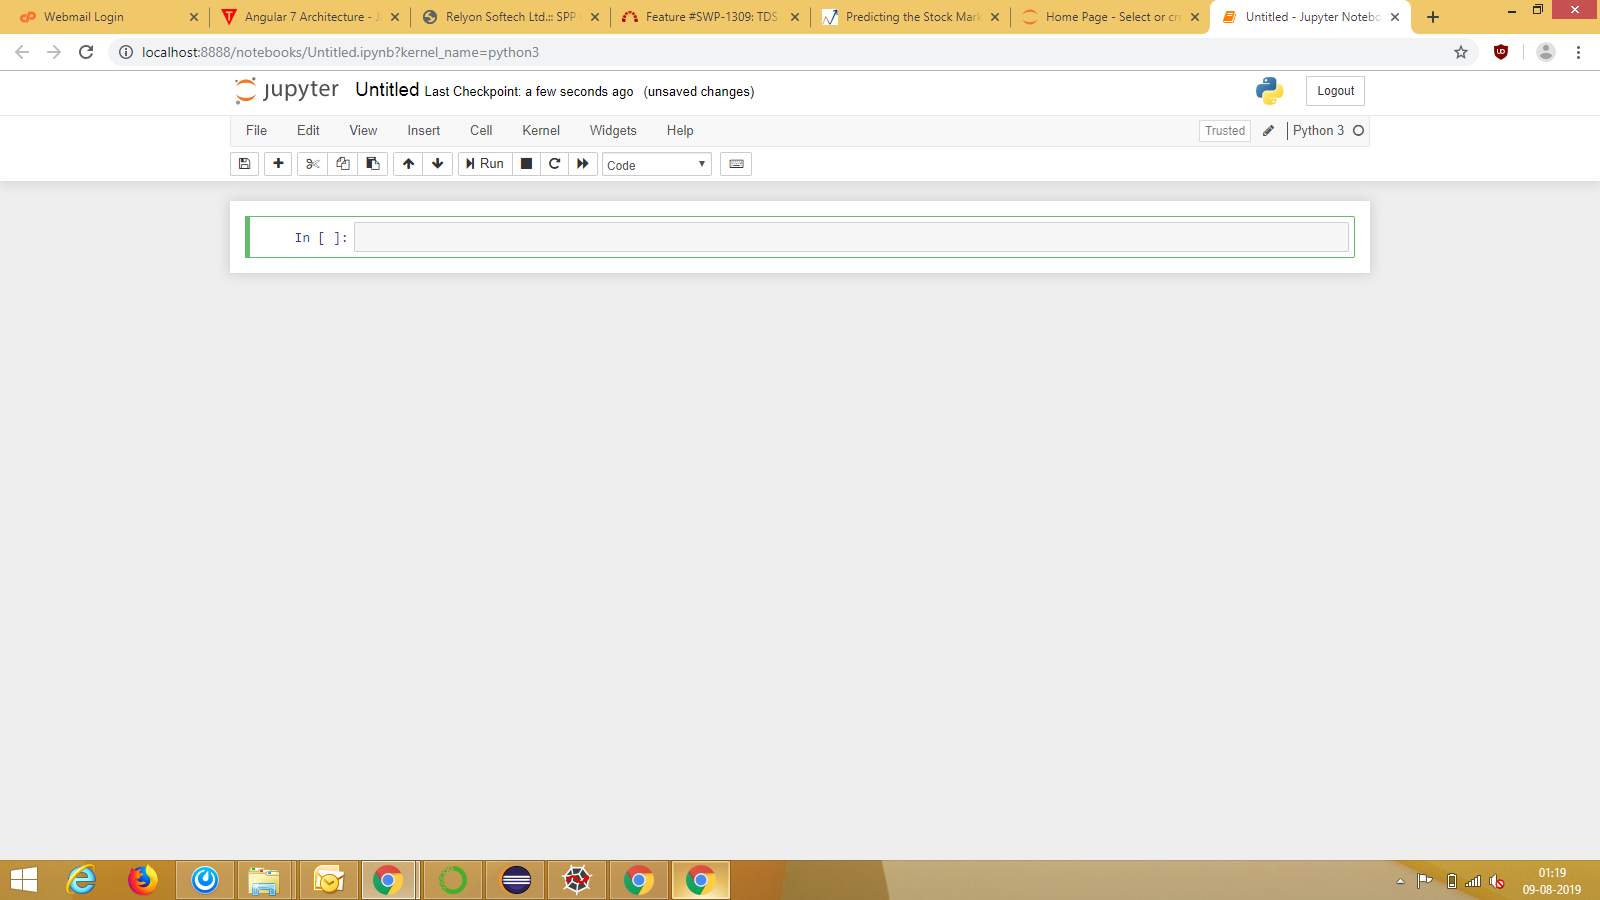 Webmail Login
Angular 7 Architecture - J
Relyon Softech Ltd.:: SPP
Feature #SWP-1309: TDS
Predicting the Stock Mark
Home Page - Select or cre
Untitled - Jupyter Notebo
localhost:8888/notebooks/Untitled.ipynb?kernel_name=python3
jupyter Untitled Last Checkpoint: a few seconds ago (unsaved changes)
Logout
File Edit View Insert Cell Kernel Widgets Help
Trusted Python 3
Run Code
In [ ]:
01:19
09-08-2019